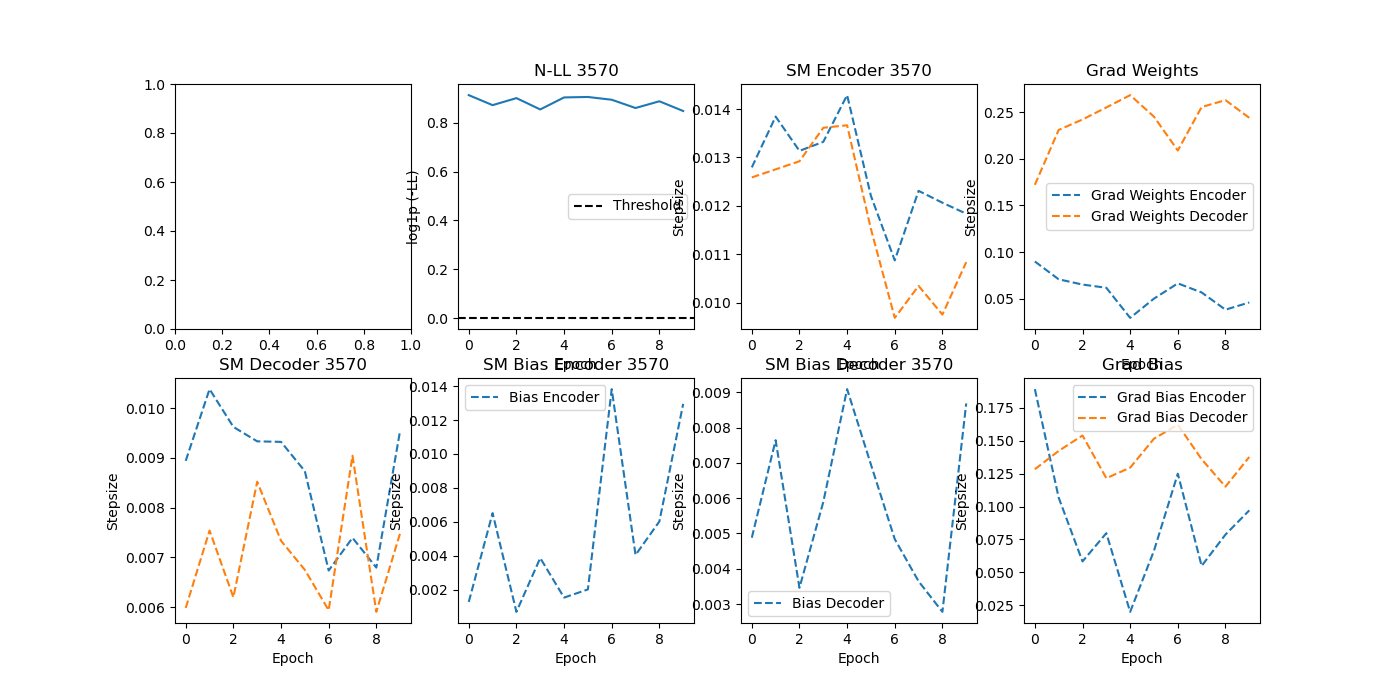 N-LL 3570
SM Encoder 3570
Grad Weights
1.0
0.8
0.6
0.4
0.2
0.0
0.0 0.2 0.4 0.6 0.8 1.0
log1p (-LL)
0.8
0.6
0.4
0.2
0.0
Threshold
0 2 4 6 8
Epoch
Stepsize
0.014
0.013
0.012
0.011
0.010
0 2 4 6 8
Epoch
Stepsize
0.25
0.20
0.15
0.10
0.05
Grad Weights Encoder
Grad Weights Decoder
0 2 4 6 8
Epoch
SM Decoder 3570
SM Bias Encoder 3570
SM Bias Decoder 3570
Grad Bias
Stepsize
0.010
0.009
0.008
0.007
0.006
0 2 4 6 8
Epoch
Stepsize
0.014
0.012
0.010
0.008
0.006
0.004
0.002
Bias Encoder
0 2 4 6 8
Epoch
Stepsize
0.009
0.008
0.007
0.006
0.005
0.004
0.003
Bias Decoder
0 2 4 6 8
Epoch
Stepsize
0.175
0.150
0.125
0.100
0.075
0.050
0.025
Grad Bias Encoder
Grad Bias Decoder
0 2 4 6 8
Epoch